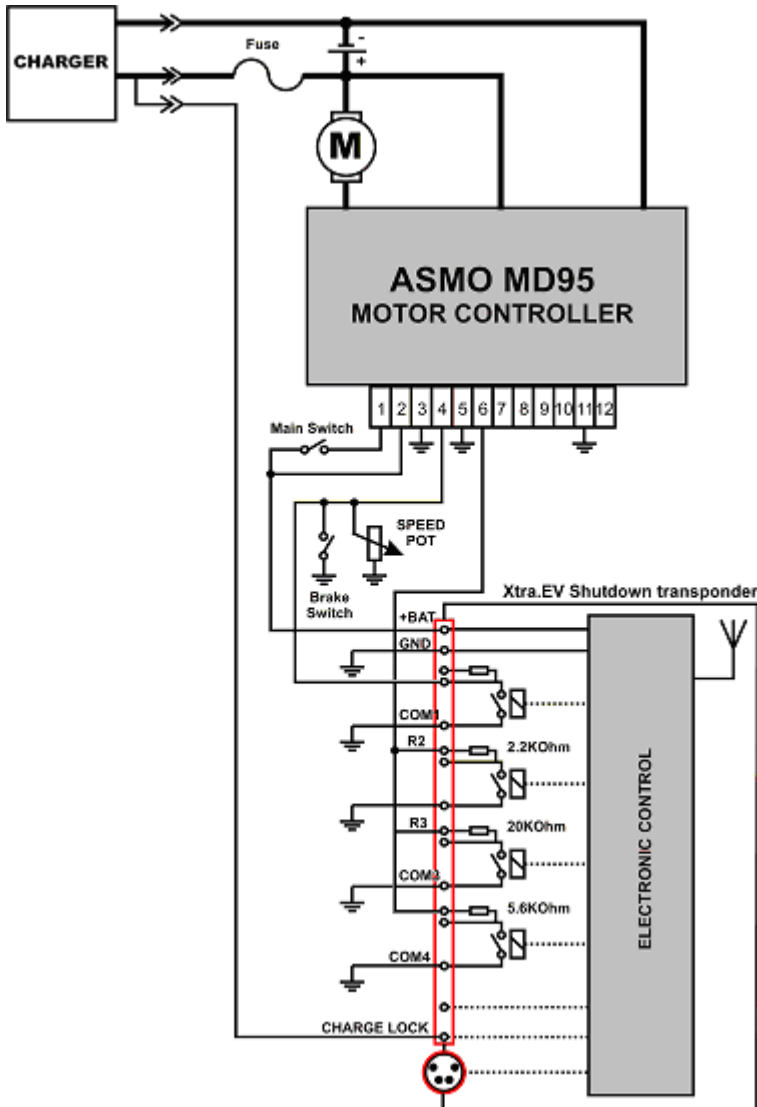 Fuse
-
+
CHARGER
M
ASMO MD95
MOTOR CONTROLLER
1 2 3 4 5 6 7 8 9 10 11 12
Main Switch
SPEED
POT
Brake
Switch
Xtra.EV Shutdown transponder
+BAT
GND
COM1
R2
2.2KOhm
R3
20KOhm
COM3
5.6KOhm
COM4
CHARGE LOCK
ELECTRONIC CONTROL